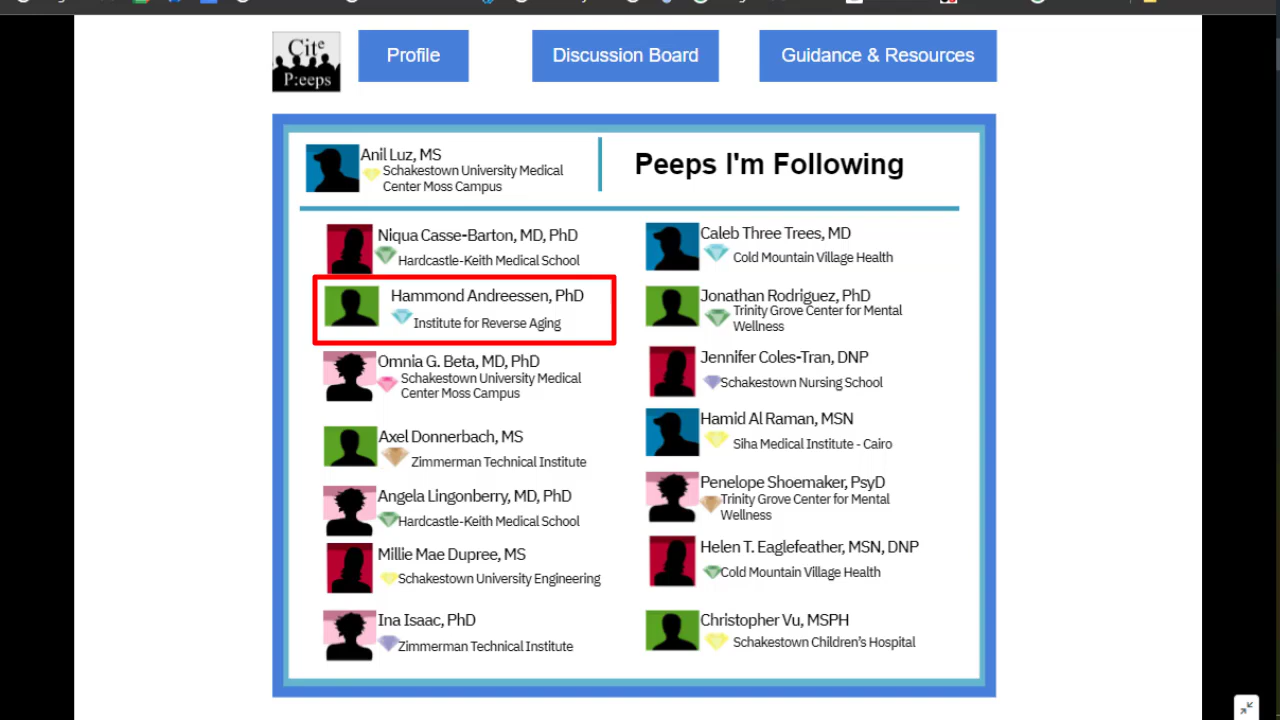 Cite
P:eeps
Profile
Discussion Board
Guidance & Resources
Anil Luz, MS
Schakestown University Medical
Center Moss Campus
Peeps I'm Following
Niqua Casse-Barton, MD, PhD
Hardcastle-Keith Medical School
Hammond Andreessen, PhD
Institute for Reverse Aging
Omnia G. Beta, MD, PhD
Schakestown University Medical
Center Moss Campus
Axel Donnerbach, MS
Zimmerman Technical Institute
Angela Lingonberry, MD, PhD
Hardcastle-Keith Medical School
Millie Mae Dupree, MS
Schakestown University Engineering
Ina Isaac, PhD
Zimmerman Technical Institute
Caleb Three Trees, MD
Cold Mountain Village Health
Jonathan Rodriguez, PhD
Trinity Grove Center for Mental
Wellness
Jennifer Coles-Tran, DNP
Schakestown Nursing School
Hamid Al Raman, MSN
Siha Medical Institute - Cairo
Penelope Shoemaker, PsyD
Trinity Grove Center for Mental
Wellness
Helen T. Eaglefeather, MSN, DNP
Cold Mountain Village Health
Christopher Vu, MSPH
Schakestown Children's Hospital